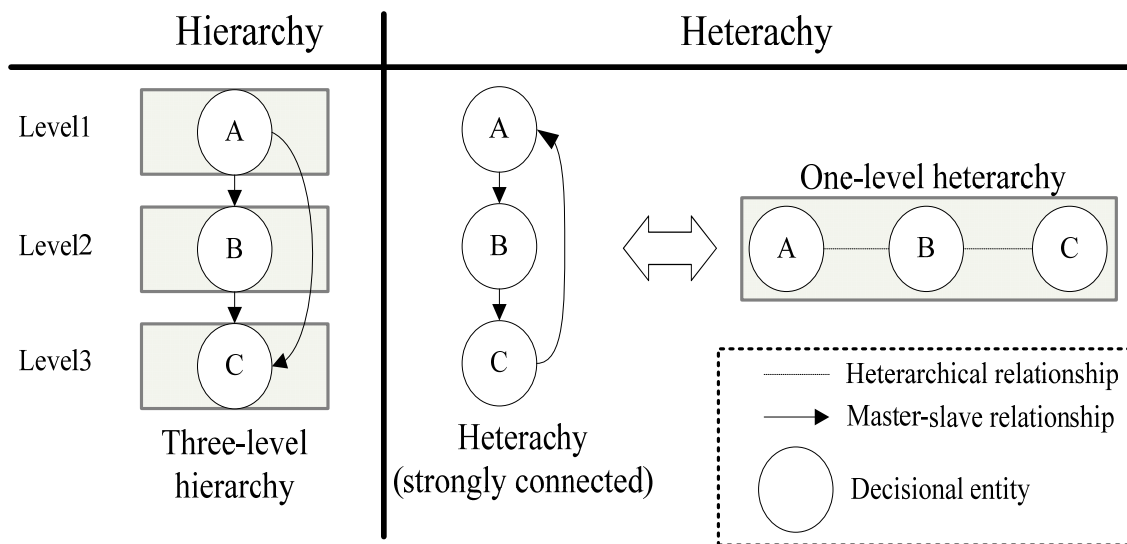 Hierarchy
Heterachy
Level1
A
Level2
B
Level3
C
Three-level
hierarchy
A
B
C
Heterachy
(strongly connected)
One-level heterarchy
A B C
Heterarchical relationship
Master-slave relationship
Decisional entity